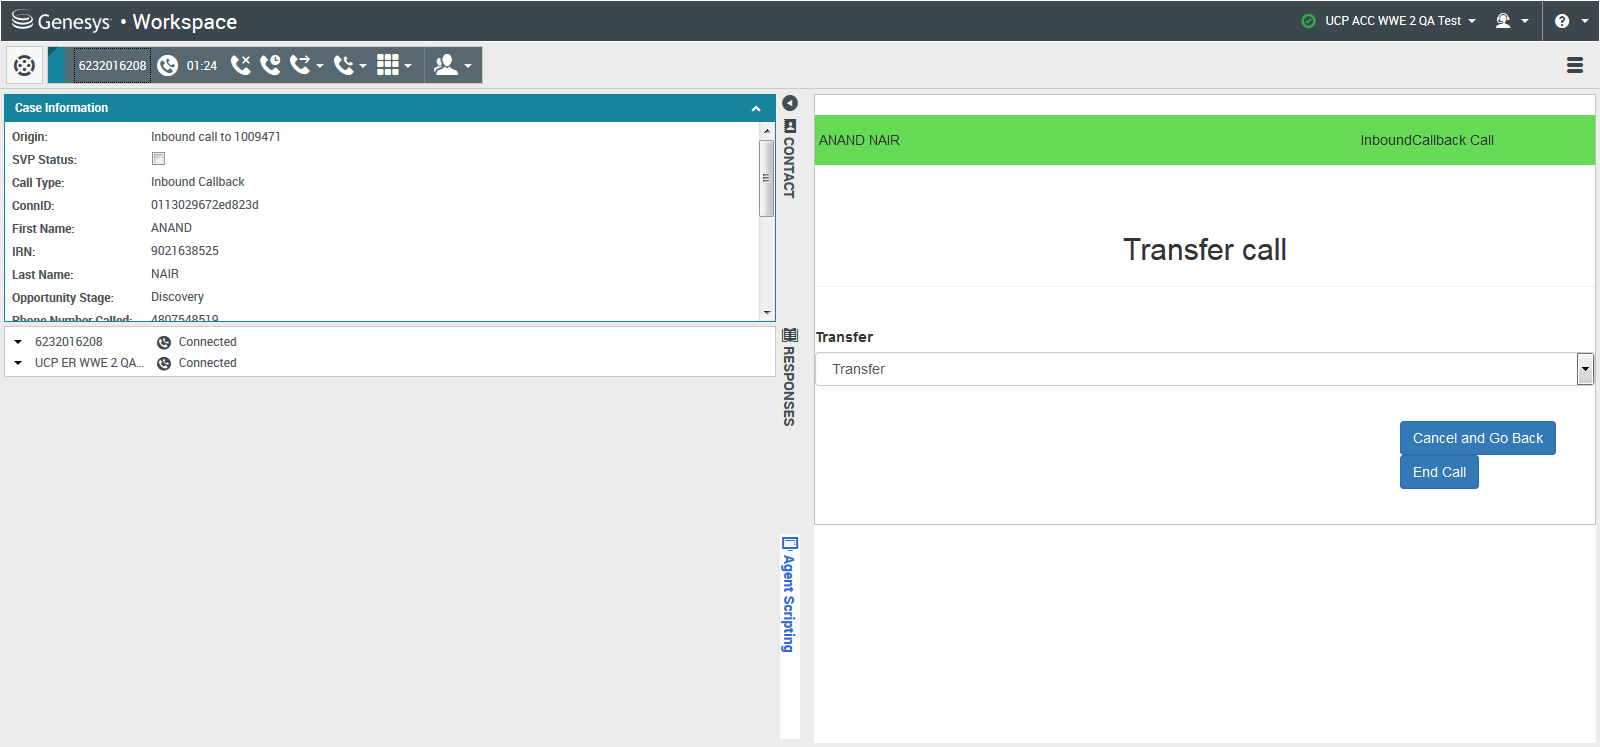 Genesys • Workspace
UCP ACC WWE 2 QA Test
6232016208 01:24
Case Information
Origin: Inbound call to 1009471
SVP Status:
Call Type: Inbound Callback
ConnID: 0113029672ed823d
First Name: ANAND
IRN: 9021638525
Last Name: NAIR
Opportunity Stage: Discovery
Phone Number Called: 4807548519
6232016208 Connected
UCP ER WWE 2 QA... Connected
CONTACT
RESPONSES
Agent Scripting
ANAND NAIR InboundCallback Call
Transfer call
Transfer
Transfer
Cancel and Go Back
End Call